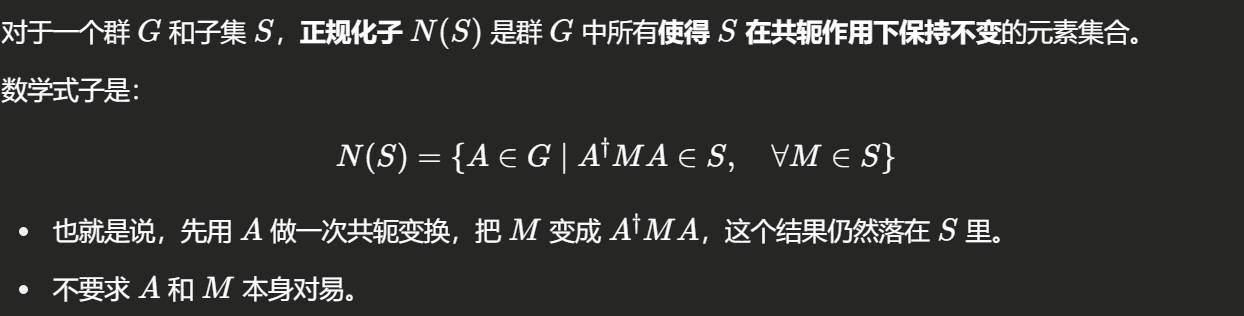 对于一个群 G 和子集 S，正规化子 N(S) 是群 G 中所有使得 S 在共轭作用下保持不变的元素集合。
数学式子是：
N(S) = {A ∈ G | A†MA ∈ S, ∀M ∈ S}
• 也就是说，先用 A 做一次共轭变换，把 M 变成 A†MA，这个结果仍然落在 S 里。
• 不要求 A 和 M 本身对易。